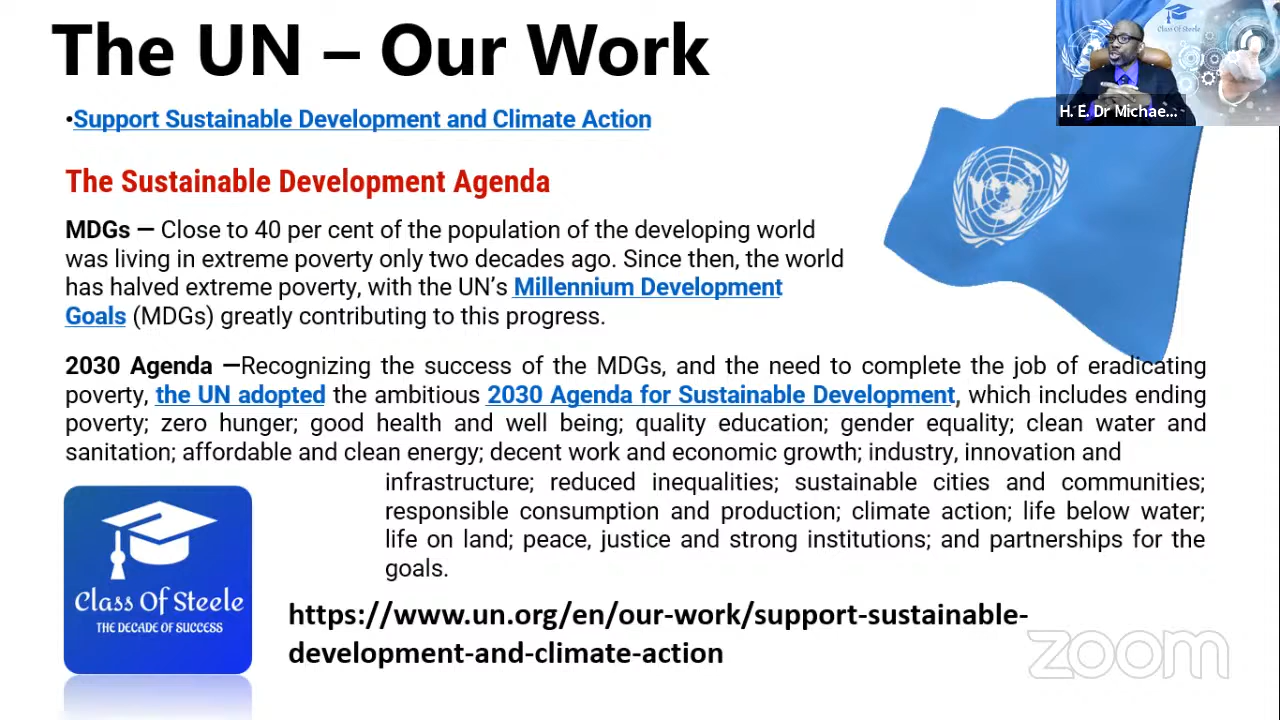 The UN – Our Work
Class Of Steele
H. E. Dr Michae...
•Support Sustainable Development and Climate Action
The Sustainable Development Agenda
MDGs — Close to 40 per cent of the population of the developing world
was living in extreme poverty only two decades ago. Since then, the world
has halved extreme poverty, with the UN’s Millennium Development
Goals (MDGs) greatly contributing to this progress.
2030 Agenda —Recognizing the success of the MDGs, and the need to complete the job of eradicating
poverty, the UN adopted the ambitious 2030 Agenda for Sustainable Development, which includes ending
poverty; zero hunger; good health and well being; quality education; gender equality; clean water and
sanitation; affordable and clean energy; decent work and economic growth; industry, innovation and
infrastructure; reduced inequalities; sustainable cities and communities;
responsible consumption and production; climate action; life below water;
life on land; peace, justice and strong institutions; and partnerships for the
goals.
Class Of Steele
THE DECADE OF SUCCESS
https://www.un.org/en/our-work/support-sustainable-
development-and-climate-action
zoom